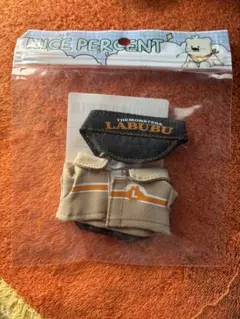 NICE PERCENT
THE MONSTERS
LABUBU
L